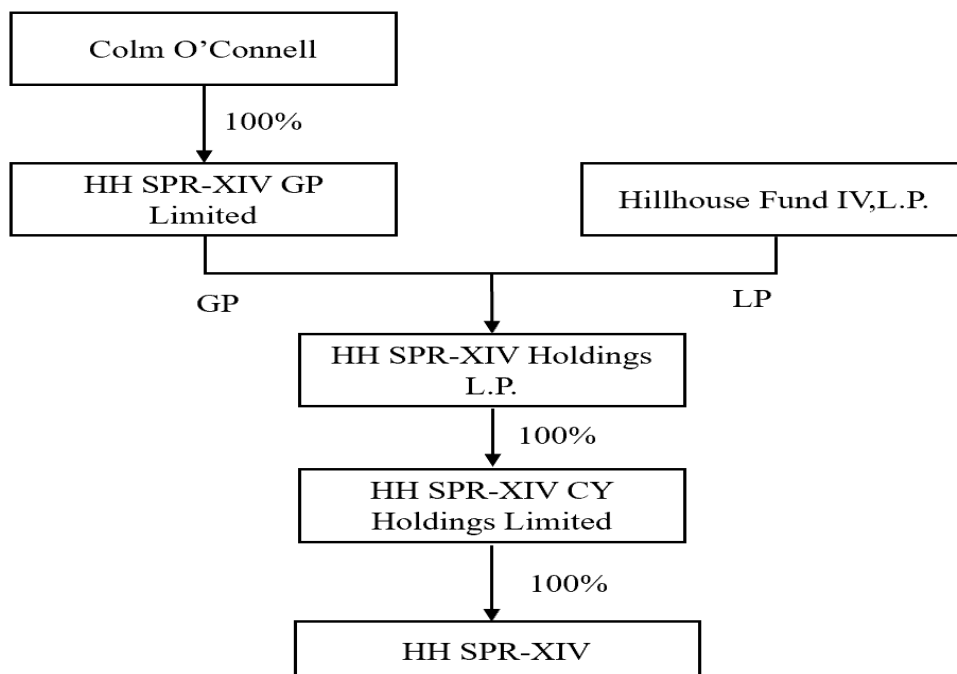 Colm O’Connell
100%
HH SPR-XIV GP
Limited
Hillhouse Fund IV,L.P.
GP
LP
HH SPR-XIV Holdings
L.P.
100%
HH SPR-XIV CY
Holdings Limited
100%
HH SPR-XIV